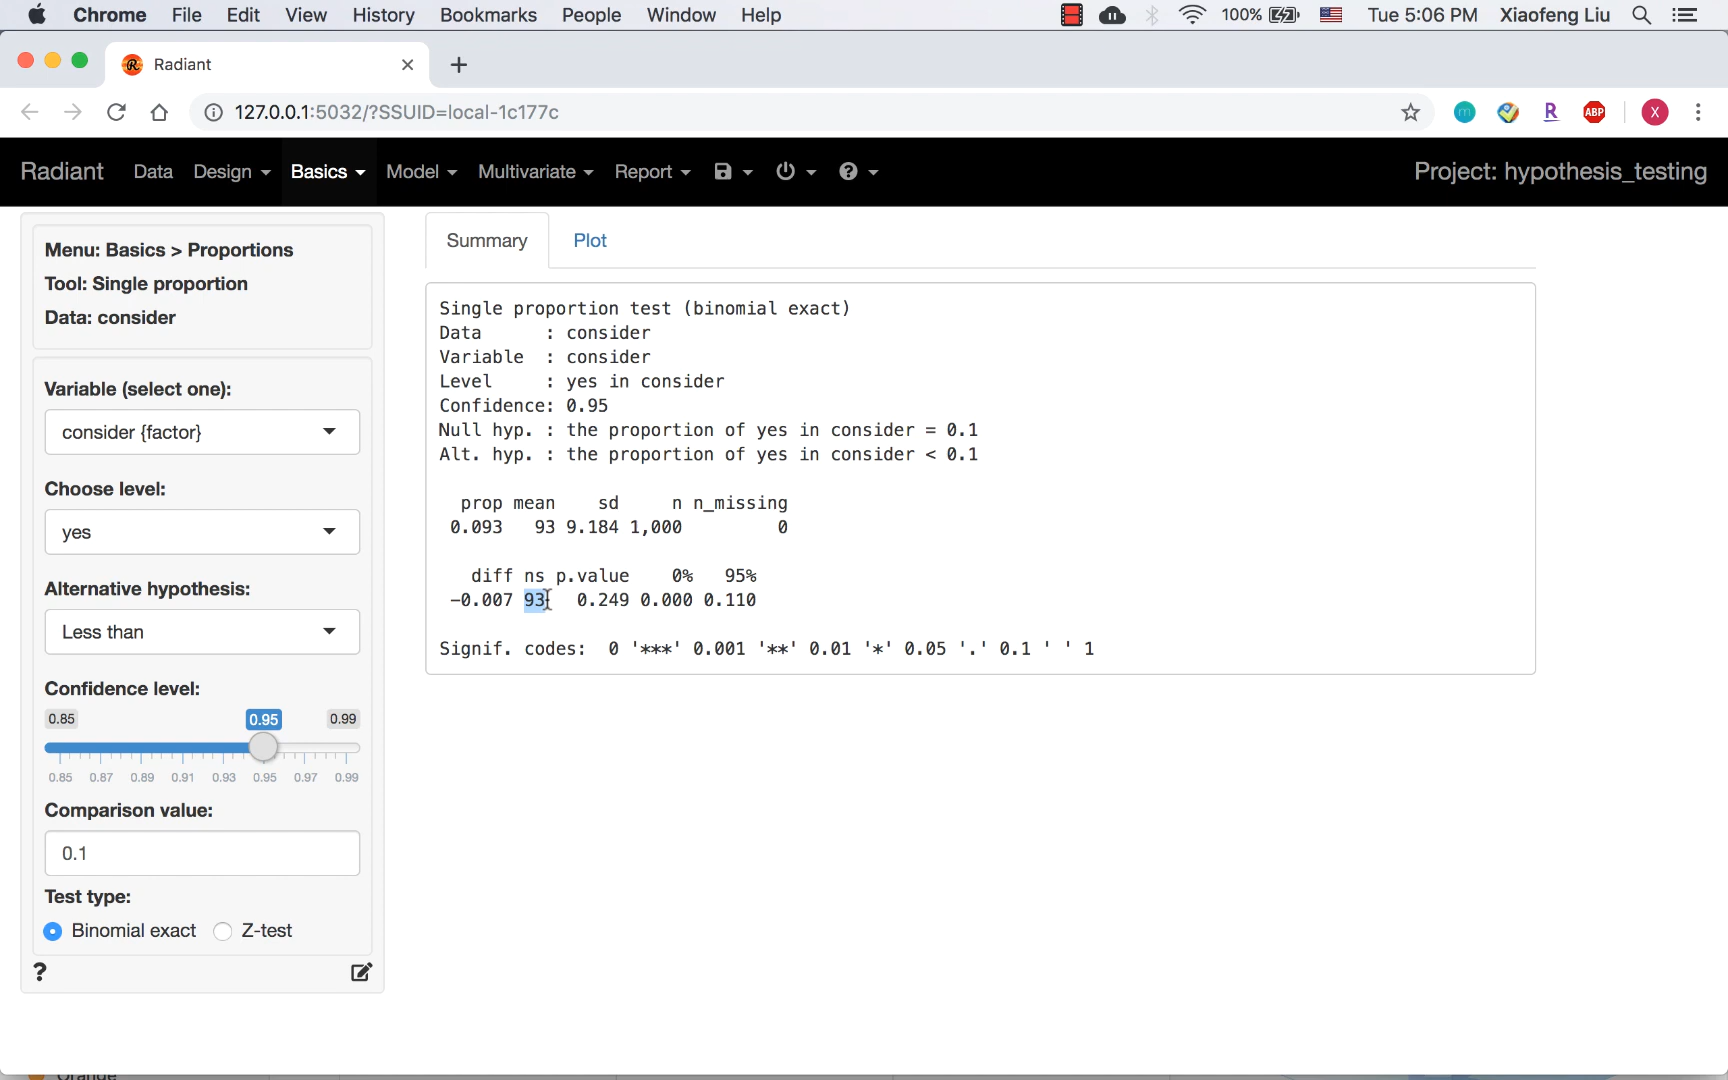 Chrome File Edit View History Bookmarks People Window Help 100% Tue 5:06 PM Xiaofeng Liu
Radiant
127.0.0.1:5032/?SSUID=local-1c177c
m R ABP X
Radiant Data Design Basics Model Multivariate Report Project: hypothesis_testing
Menu: Basics > Proportions
Tool: Single proportion
Data: consider
Variable (select one):
consider {factor}
Choose level:
yes
Alternative hypothesis:
Less than
Confidence level:
0.85 0.95 0.99
0.85 0.87 0.89 0.91 0.93 0.95 0.97 0.99
Comparison value:
0.1
Test type:
Binomial exact Z-test
?
Summary Plot
Single proportion test (binomial exact)
Data : consider
Variable : consider
Level : yes in consider
Confidence: 0.95
Null hyp. : the proportion of yes in consider = 0.1
Alt. hyp. : the proportion of yes in consider < 0.1
prop mean sd n n_missing
0.093 93 9.184 1,000 0
diff ns p.value 0% 95%
-0.007 93 0.249 0.000 0.110
Signif. codes: 0 '***' 0.001 '**' 0.01 '*' 0.05 '.' 0.1 ' ' 1
Orange